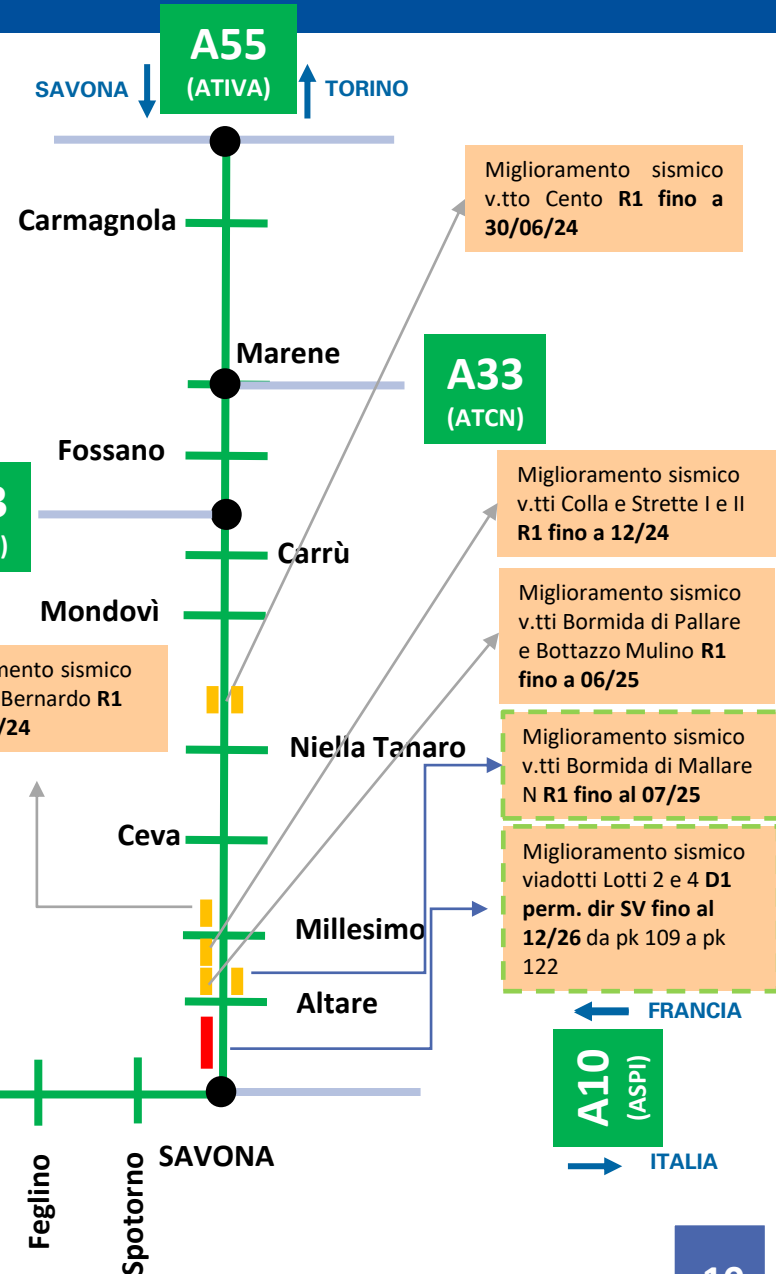 A55
(ATIVA)
SAVONA
TORINO
Miglioramento sismico
v.tto Cento R1 fino a
30/06/24
Carmagnola
Marene
A33
(ATCN)
Fossano
Miglioramento sismico
v.tti Colla e Strette I e II
R1 fino a 12/24
Carrù
Mondovì
Miglioramento sismico
v.tti Bormida di Pallare
e Bottazzo Mulino R1
fino a 06/25
sismico
Bernardo R1
/24
Niella Tanaro
Miglioramento sismico
v.tti Bormida di Mallare
N R1 fino al 07/25
Ceva
Miglioramento sismico
viadotti Lotti 2 e 4 D1
perm. dir SV fino al
12/26 da pk 109 a pk
122
Millesimo
Altare
FRANCIA
A10
(ASPI)
ITALIA
SAVONA
Feglino
Spotorno